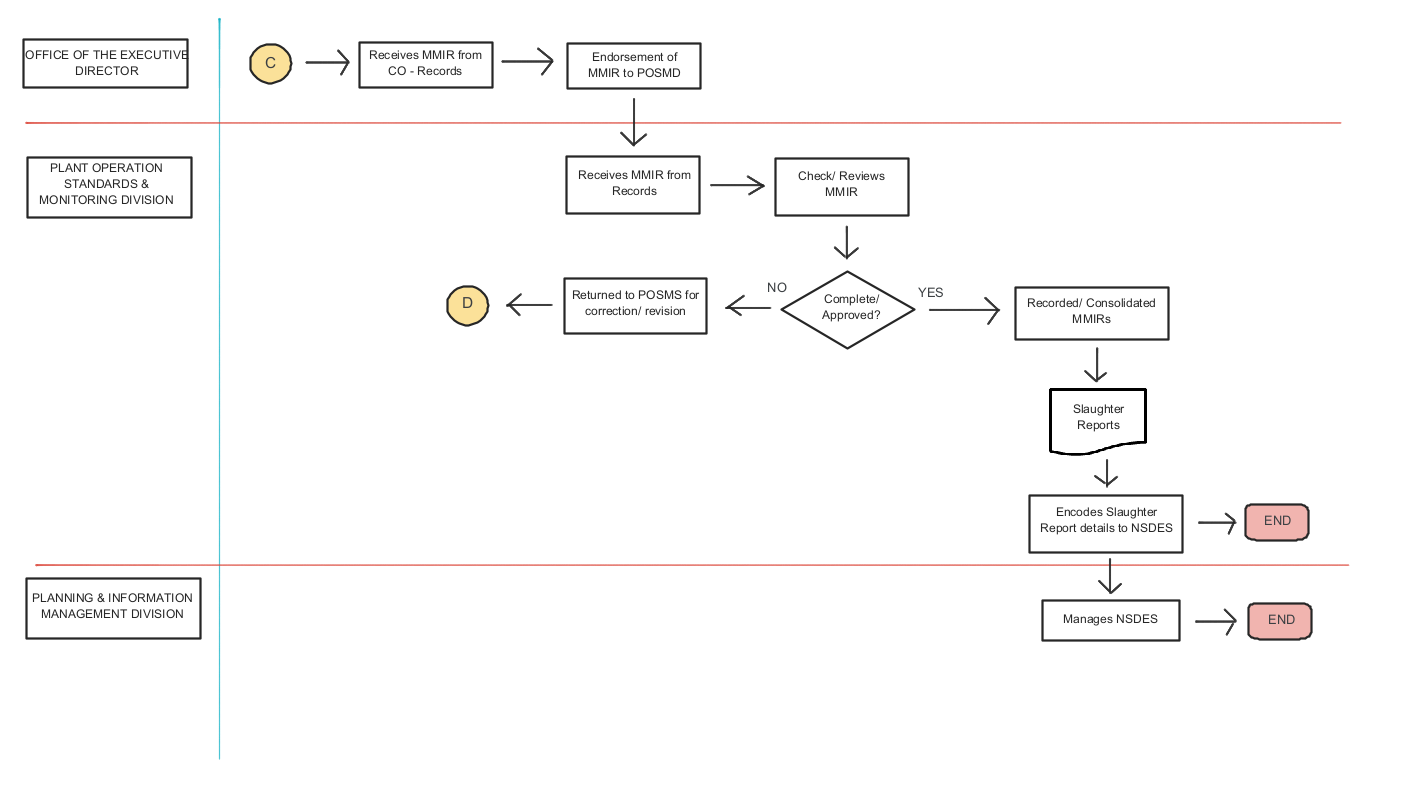 OFFICE OF THE EXECUTIVE
DIRECTOR
C
Receives MMIR from
CO - Records
Endorsement of
MMIR to POSMD
PLANT OPERATION
STANDARDS &
MONITORING DIVISION
Receives MMIR from
Records
Check/ Reviews
MMIR
D
Returned to POSMS for
correction/ revision
NO
Complete/
Approved?
YES
Recorded/ Consolidated
MMIRs
Slaughter
Reports
Encodes Slaughter
Report details to NSDES
END
PLANNING & INFORMATION
MANAGEMENT DIVISION
Manages NSDES
END